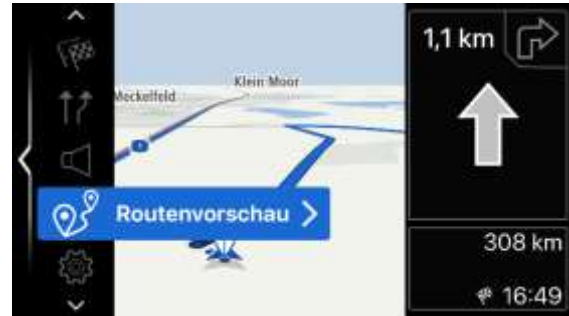 1,1 km
Klein Moor
Meckelfeld
Routenvorschau
308 km
16:49